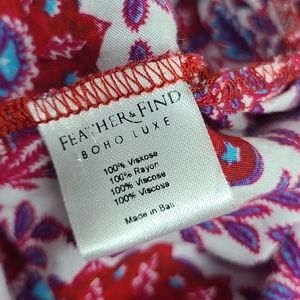 FEATHER & FIND
BOHO LUXE
100% Viskose
100% Rayon
100% Viscose
100% Viscosa
Made in Bali